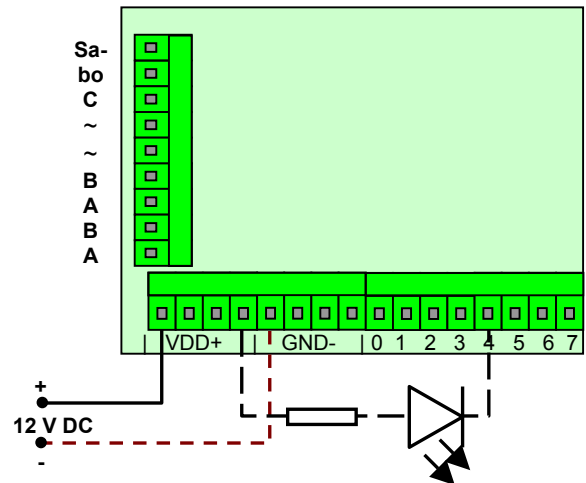 Sa-
bo
C
~
~
B
A
B
A
| VDD+ | GND- | 0 1 2 3 4 5 6 7
+
12 V DC
-